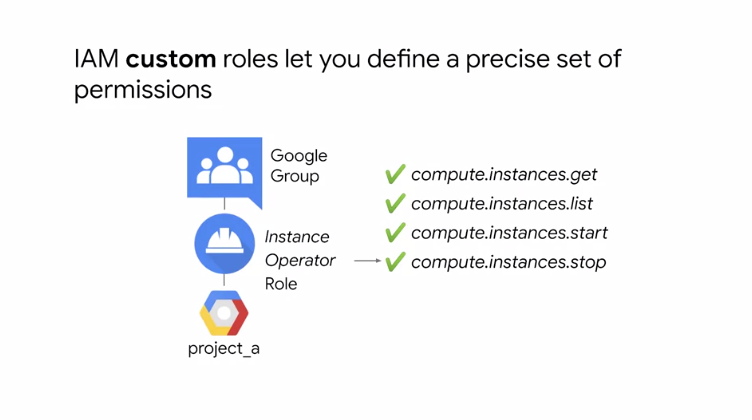 IAM custom roles let you define a precise set of
permissions
Google
Group
Instance
Operator
Role
project_a
compute.instances.get
compute.instances.list
compute.instances.start
compute.instances.stop